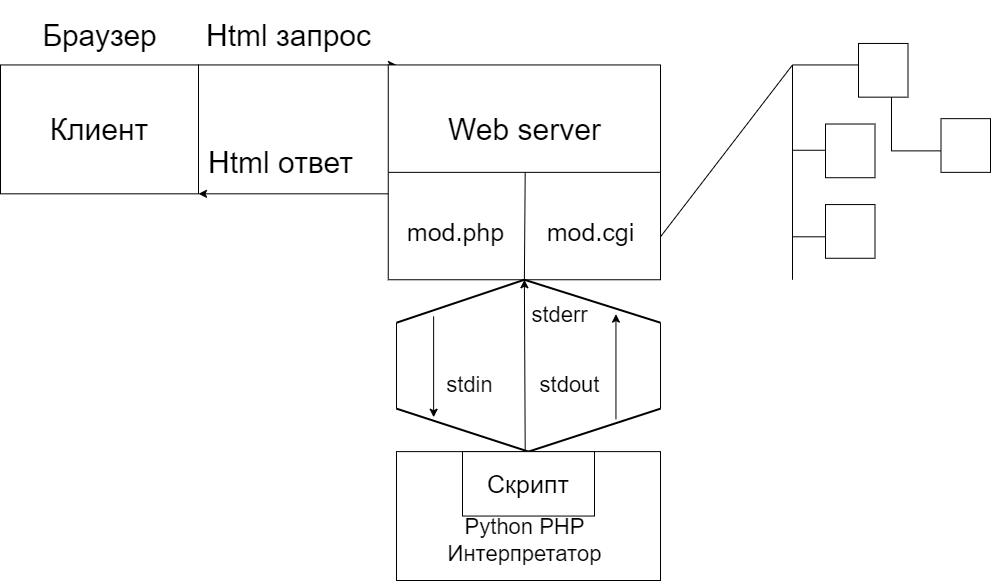 Браузер
Html запрос
Клиент
Web server
Html ответ
mod.php
mod.cgi
stderr
stdin
stdout
Скрипт
Python PHP
Интерпретатор